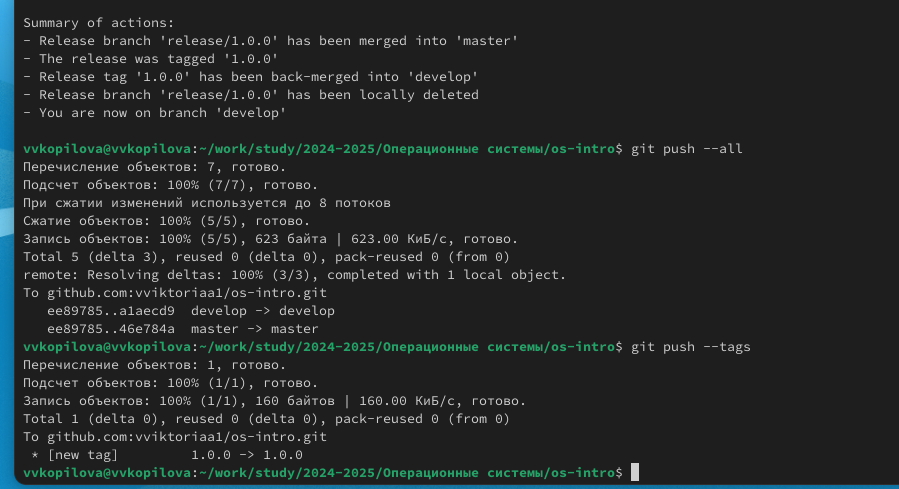 Summary of actions:
- Release branch 'release/1.0.0' has been merged into 'master'
- The release was tagged '1.0.0'
- Release tag '1.0.0' has been back-merged into 'develop'
- Release branch 'release/1.0.0' has been locally deleted
- You are now on branch 'develop'
vvkopilova@vvkopilova:~/work/study/2024-2025/Операционные системы/os-intro$ git push --all
Перечисление объектов: 7, готово.
Подсчет объектов: 100% (7/7), готово.
При сжатии изменений используется до 8 потоков
Сжатие объектов: 100% (5/5), готово.
Запись объектов: 100% (5/5), 623 байта | 623.00 КиБ/с, готово.
Total 5 (delta 3), reused 0 (delta 0), pack-reused 0 (from 0)
remote: Resolving deltas: 100% (3/3), completed with 1 local object.
To github.com:vviktoriaa1/os-intro.git
   ee89785..a1aecd9  develop -> develop
   ee89785..46e784a  master -> master
vvkopilova@vvkopilova:~/work/study/2024-2025/Операционные системы/os-intro$ git push --tags
Перечисление объектов: 1, готово.
Подсчет объектов: 100% (1/1), готово.
Запись объектов: 100% (1/1), 160 байтов | 160.00 КиБ/с, готово.
Total 1 (delta 0), reused 0 (delta 0), pack-reused 0 (from 0)
To github.com:vviktoriaa1/os-intro.git
 * [new tag]         1.0.0 -> 1.0.0
vvkopilova@vvkopilova:~/work/study/2024-2025/Операционные системы/os-intro$